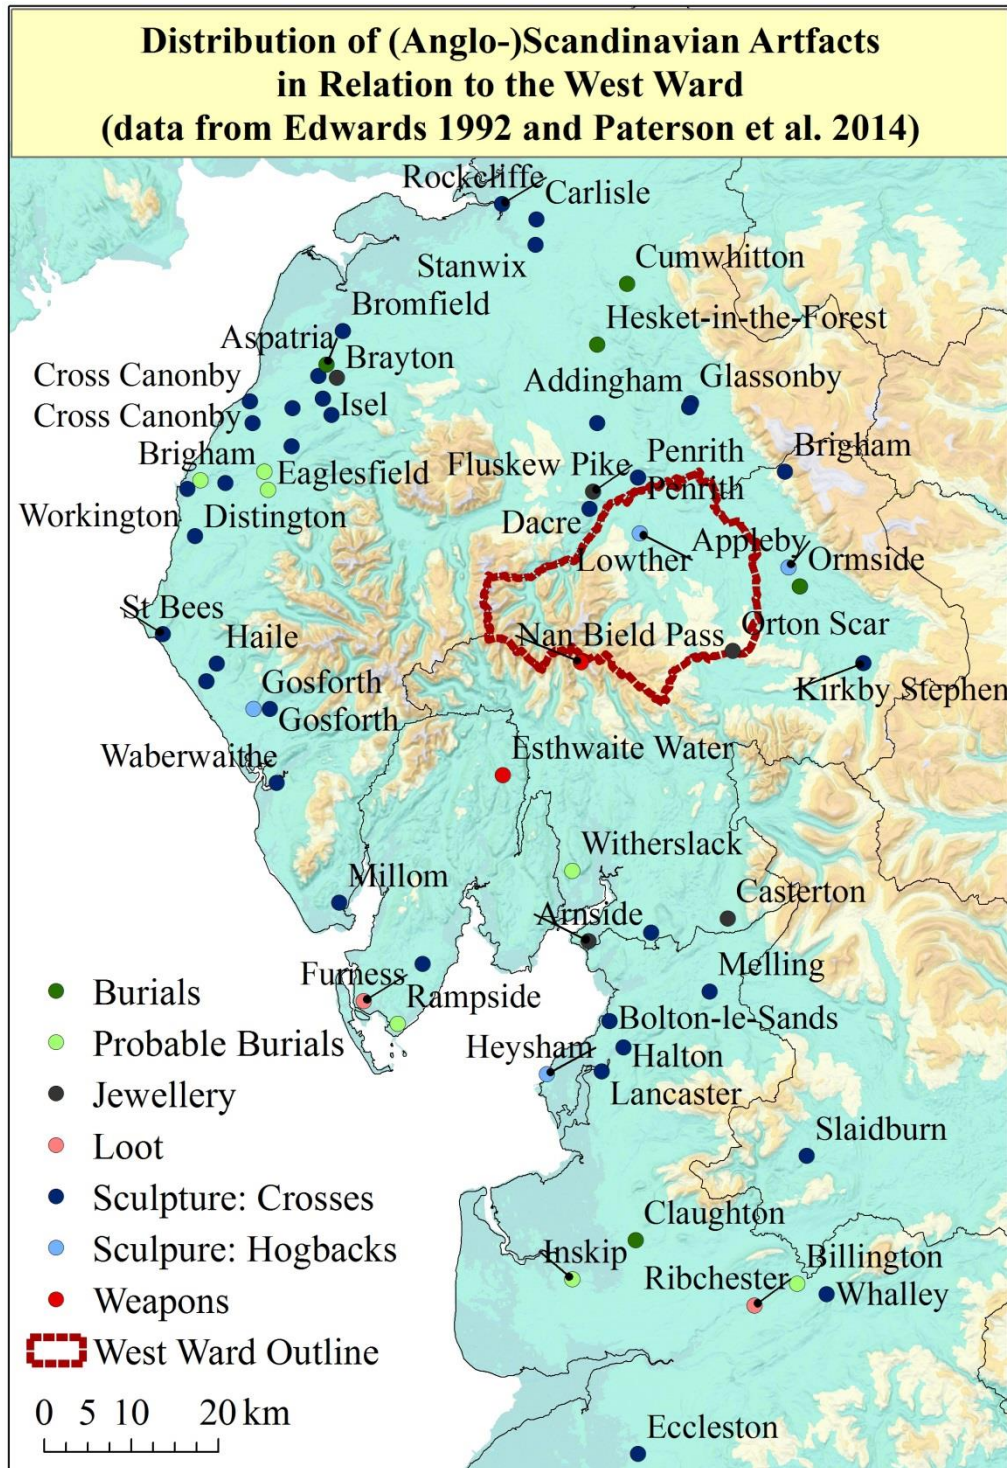 Distribution of (Anglo-)Scandinavian Artfacts
in Relation to the West Ward
(data from Edwards 1992 and Paterson et al. 2014)
Rockcliffe
Carlisle
Stanwix
Cumwhitton
Bromfield
Hesket-in-the-Forest
Aspatria
Brayton
Cross Canonby
Addingham
Glassonby
Isel
Cross Canonby
Brigham
Eaglesfield
Fluskew Pike
Penrith
Brigham
Penrith
Workington
Distington
Dacre
Appleby
Lowther
Ormside
St Bees
Haile
Nan Bield Pass
Orton Scar
Gosforth
Kirkby Stephen
Gosforth
Waberwaithe
Esthwaite Water
Witherslack
Millom
Casterton
Arnside
Furness
Melling
Rampside
Bolton-le-Sands
Heysham
Halton
Lancaster
Slaidburn
Claughton
Inskip
Billington
Ribchester
Whalley
Eccleston
Burials
Probable Burials
Jewellery
Loot
Sculpture: Crosses
Sculpure: Hogbacks
Weapons
West Ward Outline
0 5 10 20 km